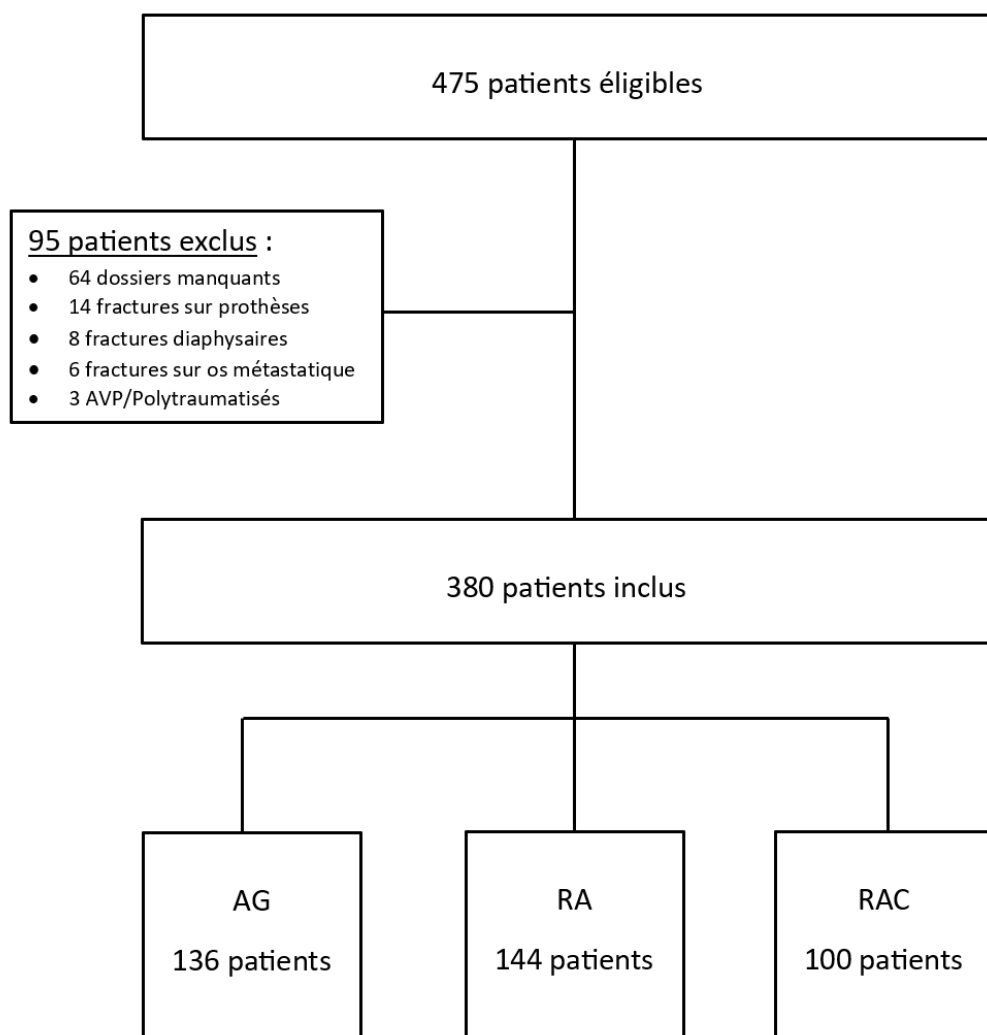 475 patients éligibles
95 patients exclus :
• 64 dossiers manquants
• 14 fractures sur prothèses
• 8 fractures diaphysaires
• 6 fractures sur os métastatique
• 3 AVP/Polytraumatisés
380 patients inclus
AG
136 patients
RA
144 patients
RAC
100 patients